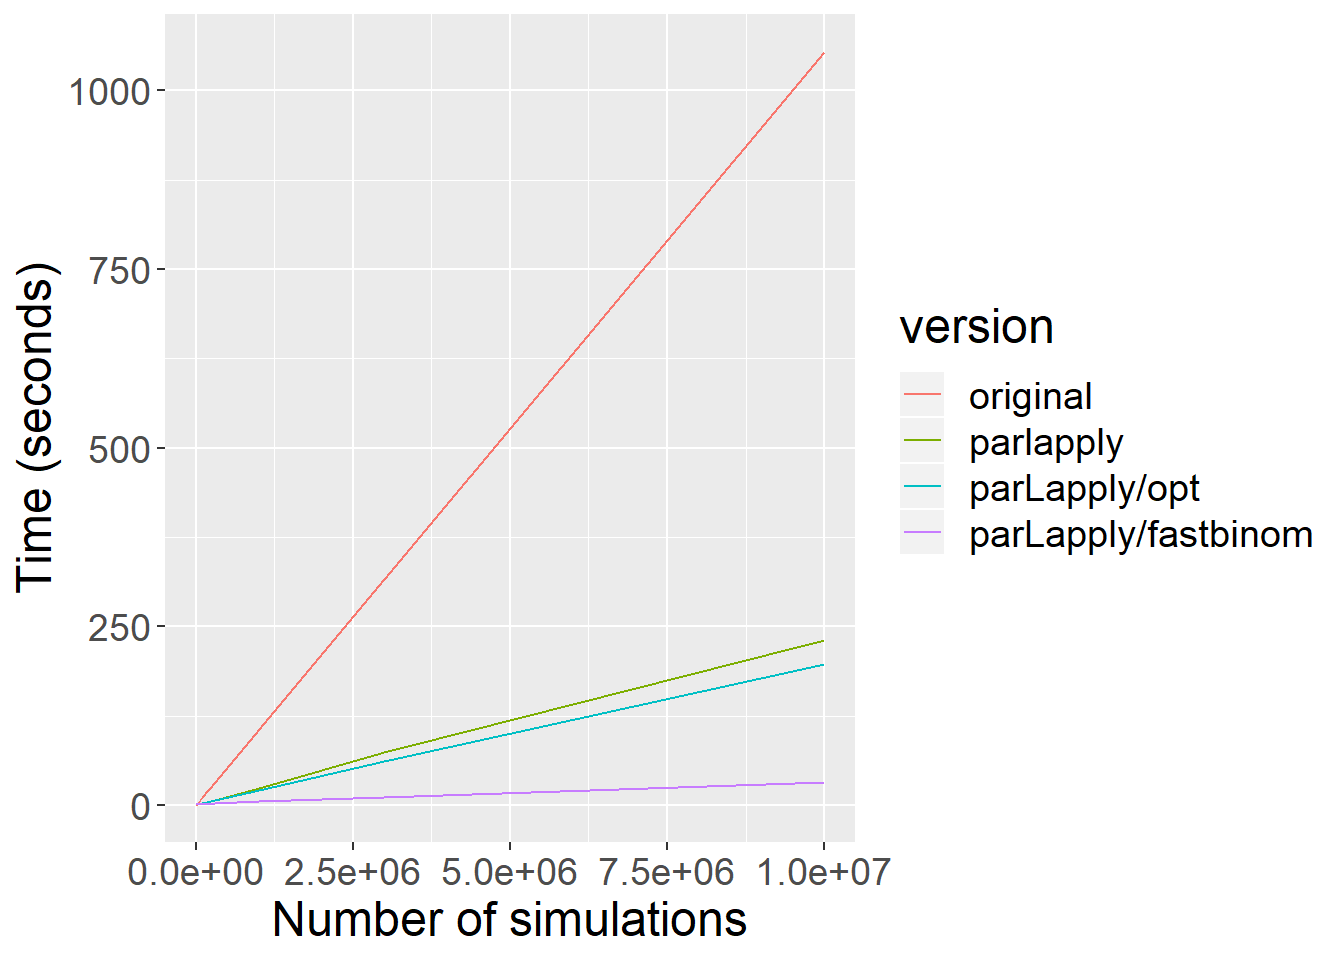 1000
750
500
250
0
Time (seconds)
0.0e+00 2.5e+06 5.0e+06 7.5e+06 1.0e+07
Number of simulations
version
original
parlapply
parLapply/opt
parLapply/fastbinom